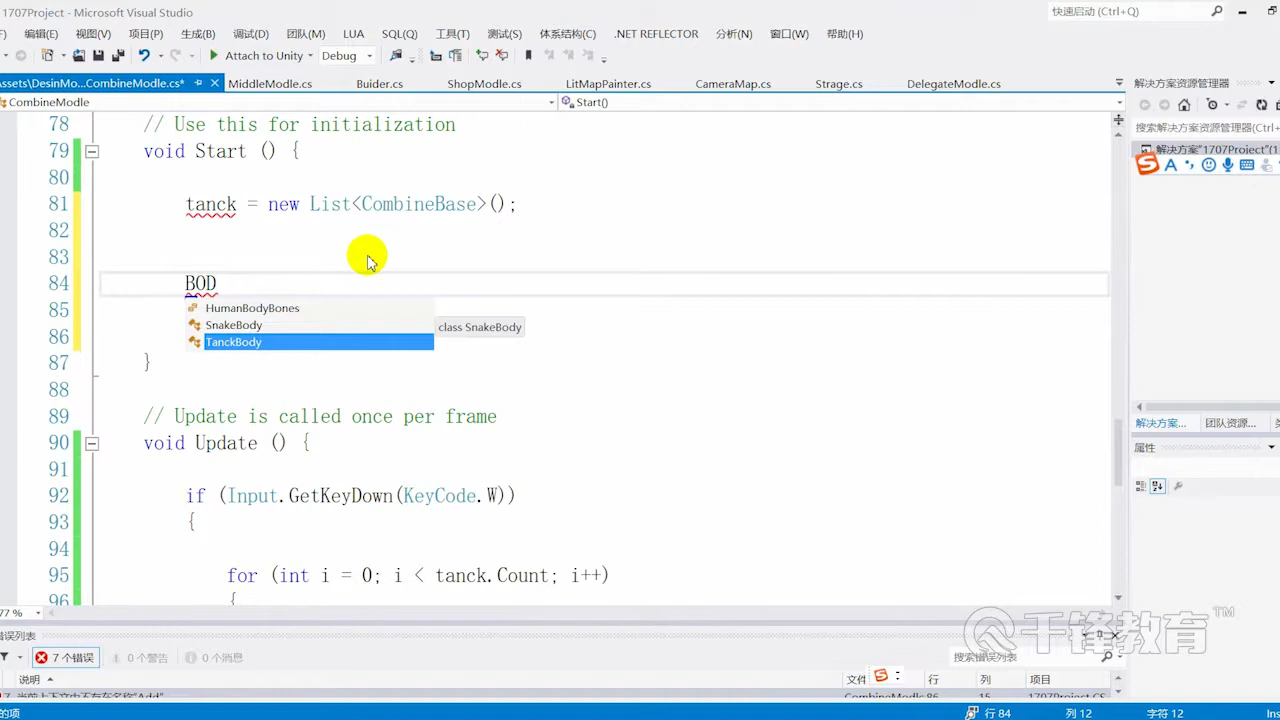 1707Project - Microsoft Visual Studio
快速启动 (Ctrl+Q)
编辑(E) 视图(V) 项目(P) 生成(B) 调试(D) 团队(M) LUA SQL(Q) 工具(T) 测试(S) 体系结构(C) .NET REFLECTOR 分析(N) 窗口(W) 帮助(H)
Attach to Unity Debug
Assets\DesinMo...CombineModle.cs* MiddleModle.cs Buider.cs ShopModle.cs LitMapPainter.cs CameraMap.cs Strage.cs DelegateModle.cs
解决方案资源管理器
CombineModle Start()
搜索解决方案资源管理器(Ctrl+
解决方案"1707Project"(1
78 // Use this for initialization
79 void Start () {
80
81 tanck = new List<CombineBase>();
82
83
84 BOD
HumanBodyBones
SnakeBody
TanckBody
class SnakeBody
85
86
87 }
88
89 // Update is called once per frame
90 void Update () {
91
92 if (Input.GetKeyDown(KeyCode.W))
93 {
94
95 for (int i = 0; i < tanck.Count; i++)
96 {
解决方案... 团队资源...
属性
77 %
错误列表
7 个错误 0 个警告 0 个消息
搜索错误列表
说明 文件 行 列 项目
7 当前上下文中不存在名称"Add" CombineModle 86 15 1707Project.CS
千锋教育 TM
的项 行 84 列 12 字符 12 Ins